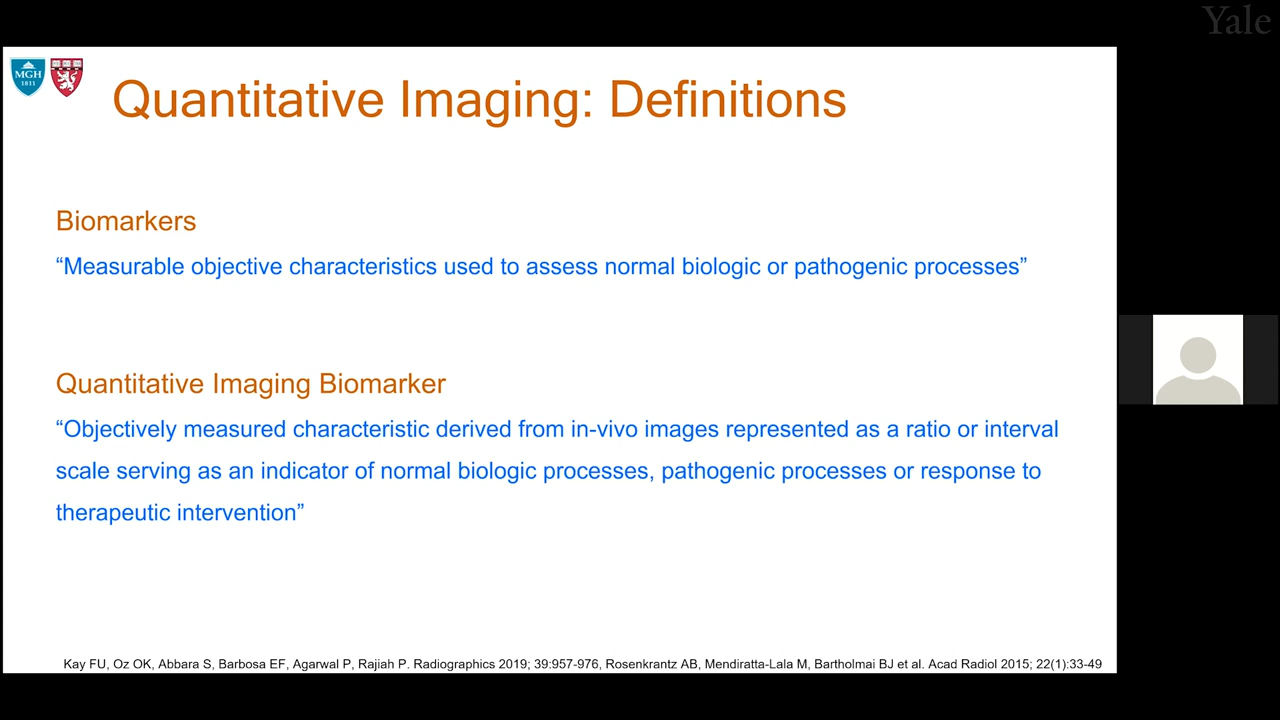 Yale
MGH
1811
Quantitative Imaging: Definitions
Biomarkers
“Measurable objective characteristics used to assess normal biologic or pathogenic processes”
Quantitative Imaging Biomarker
“Objectively measured characteristic derived from in-vivo images represented as a ratio or interval
scale serving as an indicator of normal biologic processes, pathogenic processes or response to
therapeutic intervention”
Kay FU, Oz OK, Abbara S, Barbosa EF, Agarwal P, Rajiah P. Radiographics 2019; 39:957-976, Rosenkrantz AB, Mendiratta-Lala M, Bartholmai BJ et al. Acad Radiol 2015; 22(1):33-49